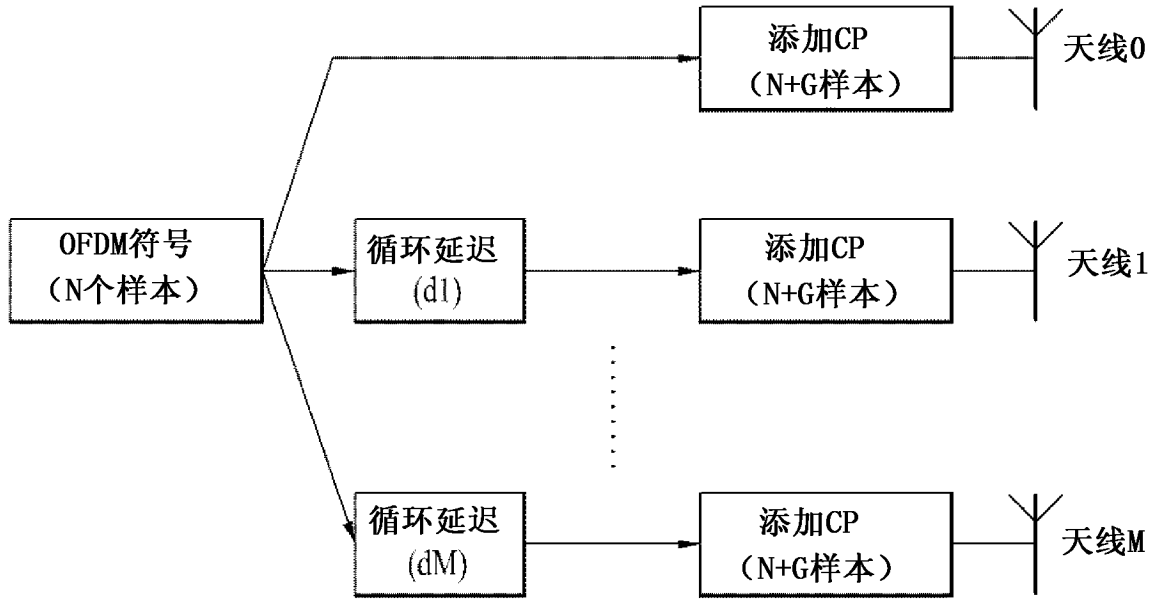 添加CP
（N+G样本）
天线0
OFDM符号
（N个样本）
循环延迟
(d1)
添加CP
（N+G样本）
天线1
循环延迟
(dM)
添加CP
（N+G样本）
天线M